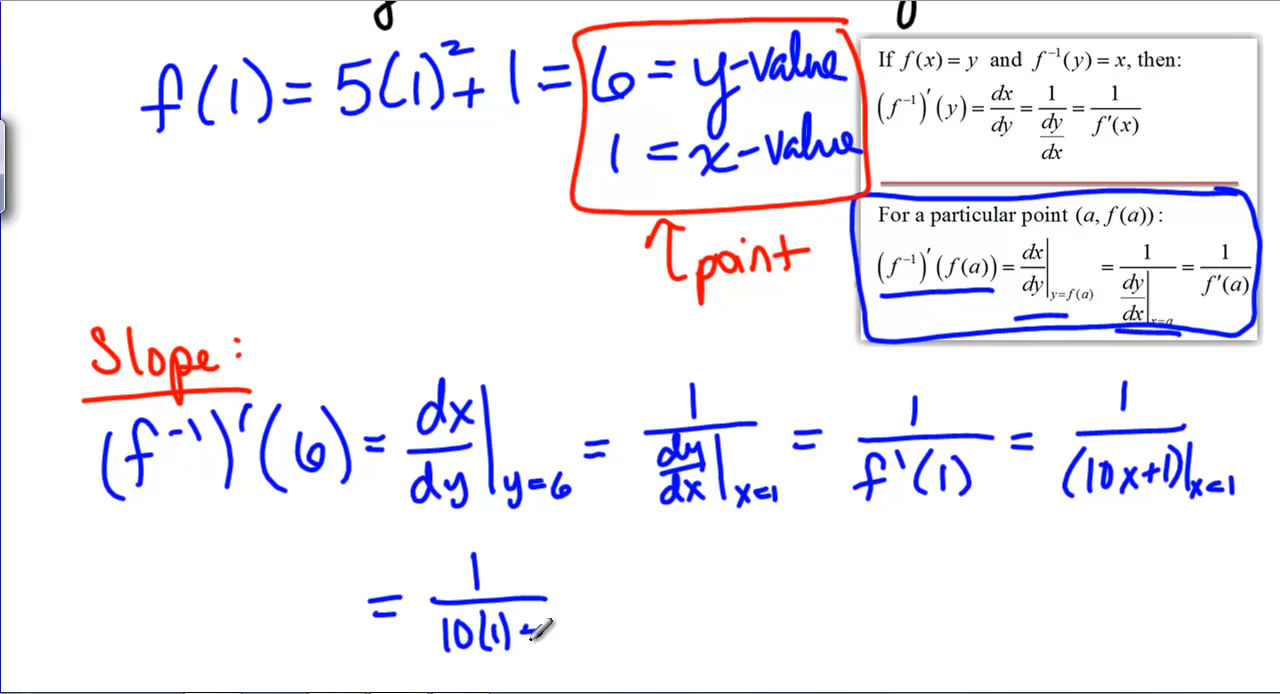 f(1) = 5(1)² + 1 = 6 = y-value
1 = x-value
point
If f(x) = y and f⁻¹(y) = x, then:
(f⁻¹)′(y) = dx/dy = 1/(dy/dx) = 1/f′(x)
For a particular point (a, f(a)):
(f⁻¹)′(f(a)) = dx/dy|y=f(a) = 1/(dy/dx|x=a) = 1/f′(a)
Slope:
(f⁻¹)′(6) = dx/dy|y=6 = 1/(dy/dx|x=1) = 1/f'(1) = 1/(10x+1)|x=1
= 1/10(1) -